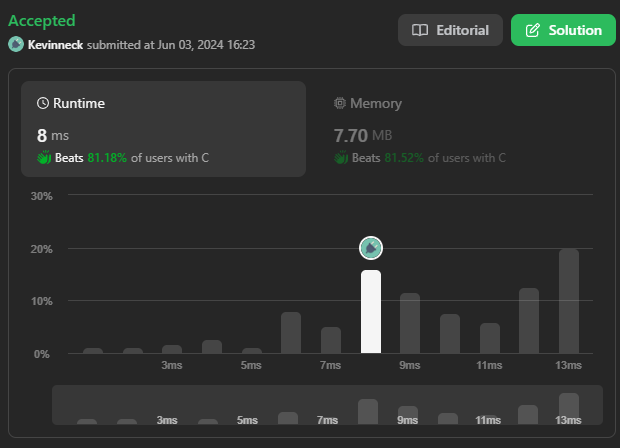 Accepted
Kevinneck submitted at Jun 03, 2024 16:23
Editorial
Solution
Runtime
8 ms
Beats 81.18% of users with C
Memory
7.70 MB
Beats 81.52% of users with C
30%
20%
10%
0%
3ms 5ms 7ms 9ms 11ms 13ms
3ms 5ms 7ms 9ms 11ms 13ms